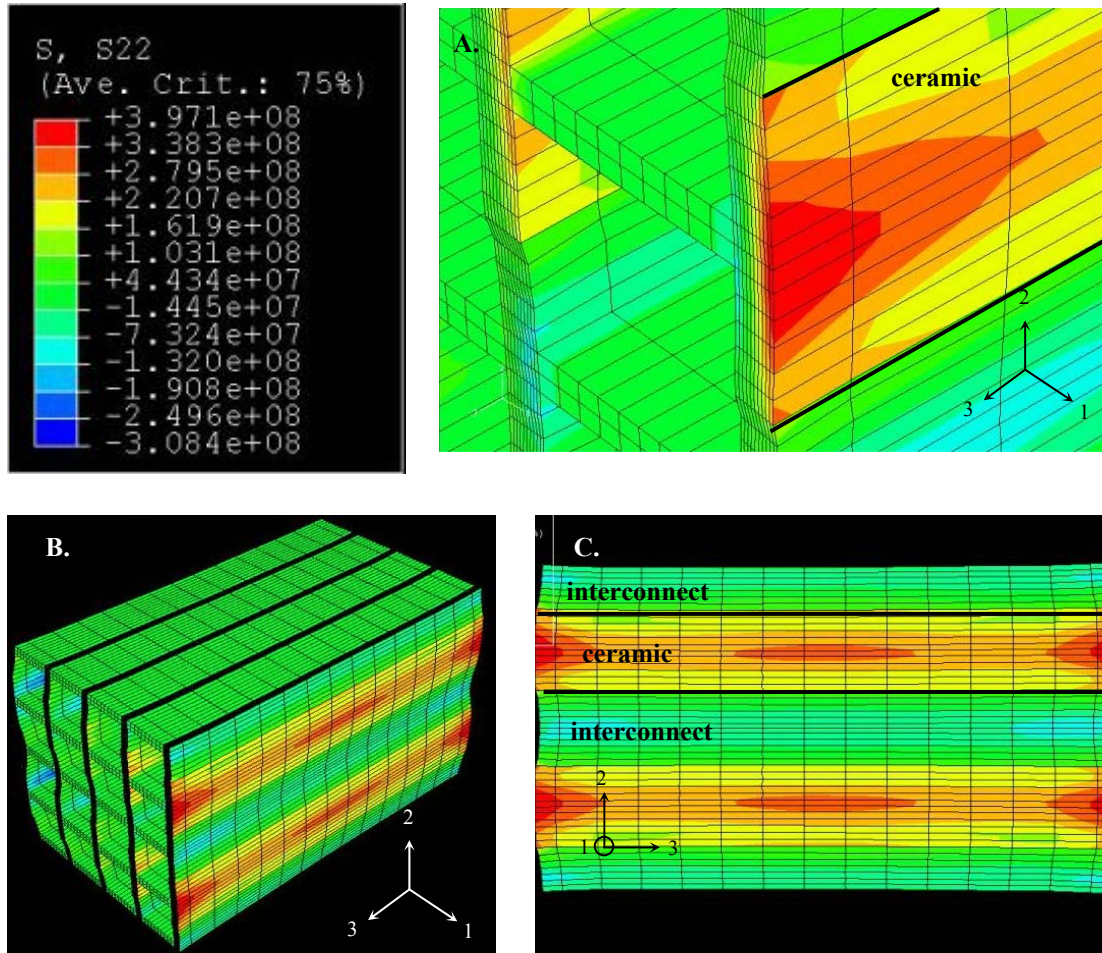 S, S22
(Ave. Crit.: 75%)
+3.971e+08
+3.383e+08
+2.795e+08
+2.207e+08
+1.619e+08
+1.031e+08
+4.434e+07
-1.445e+07
-7.324e+07
-1.320e+08
-1.908e+08
-2.496e+08
-3.084e+08
A.
ceramic
2
3
1
B.
2
3
1
C.
interconnect
ceramic
interconnect
2
1
3